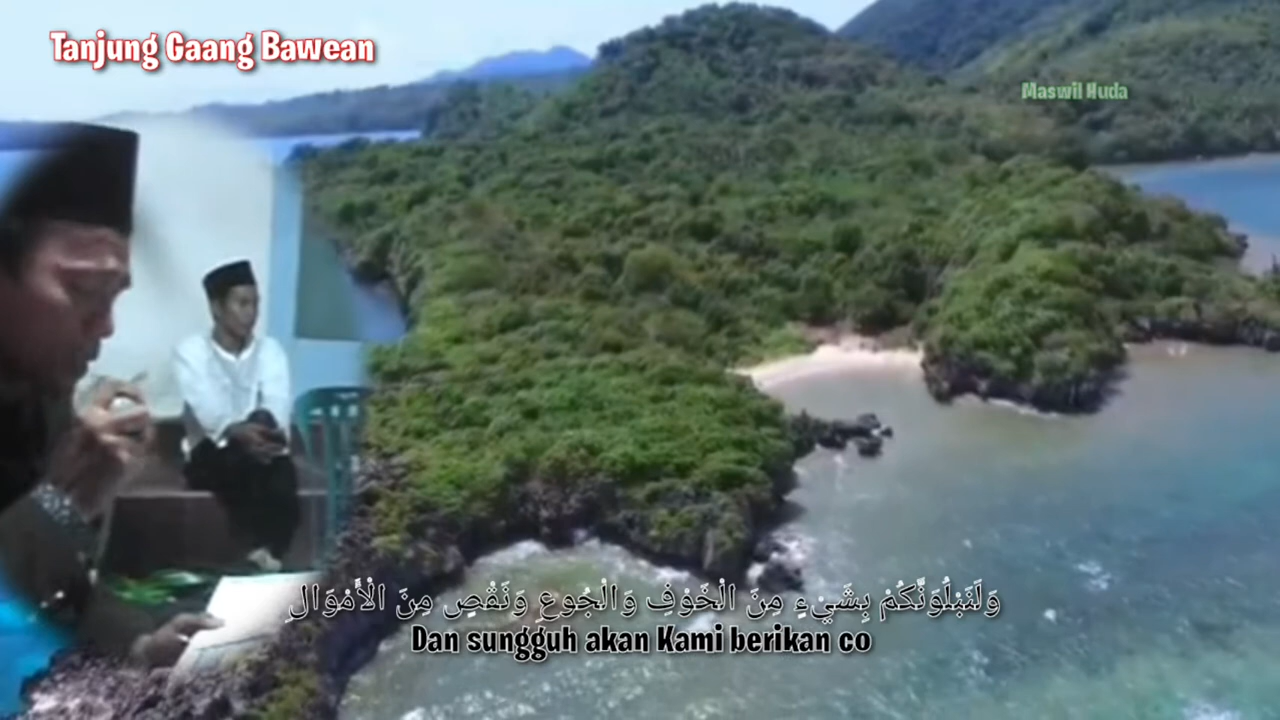 Tanjung Gaang Bawean
Maswil Huda
وَلَنَبْلُوَنَّكُمْ بِشَيْءٍ مِنَ الْخَوْفِ وَالْجُوعِ وَنَقْصٍ مِنَ الْأَمْوَالِ
Dan sungguh akan Kami berikan co